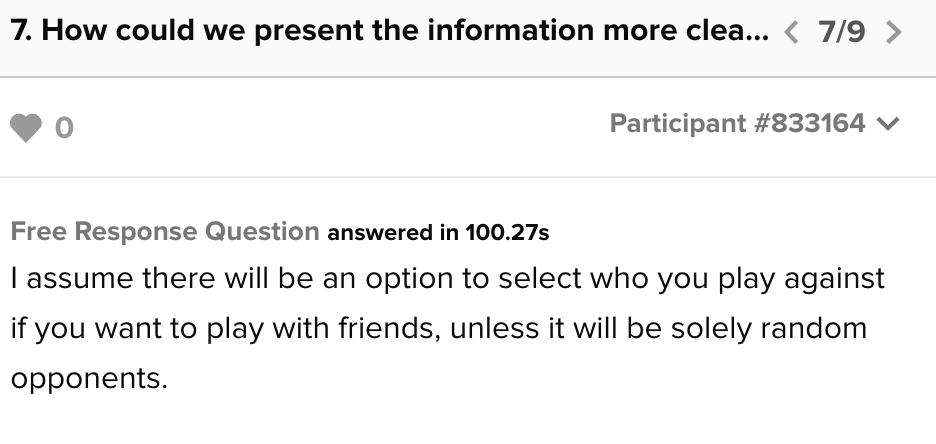 7. How could we present the information more clea... < 7/9 >
0 Participant #833164
Free Response Question answered in 100.27s
I assume there will be an option to select who you play against
if you want to play with friends, unless it will be solely random
opponents.